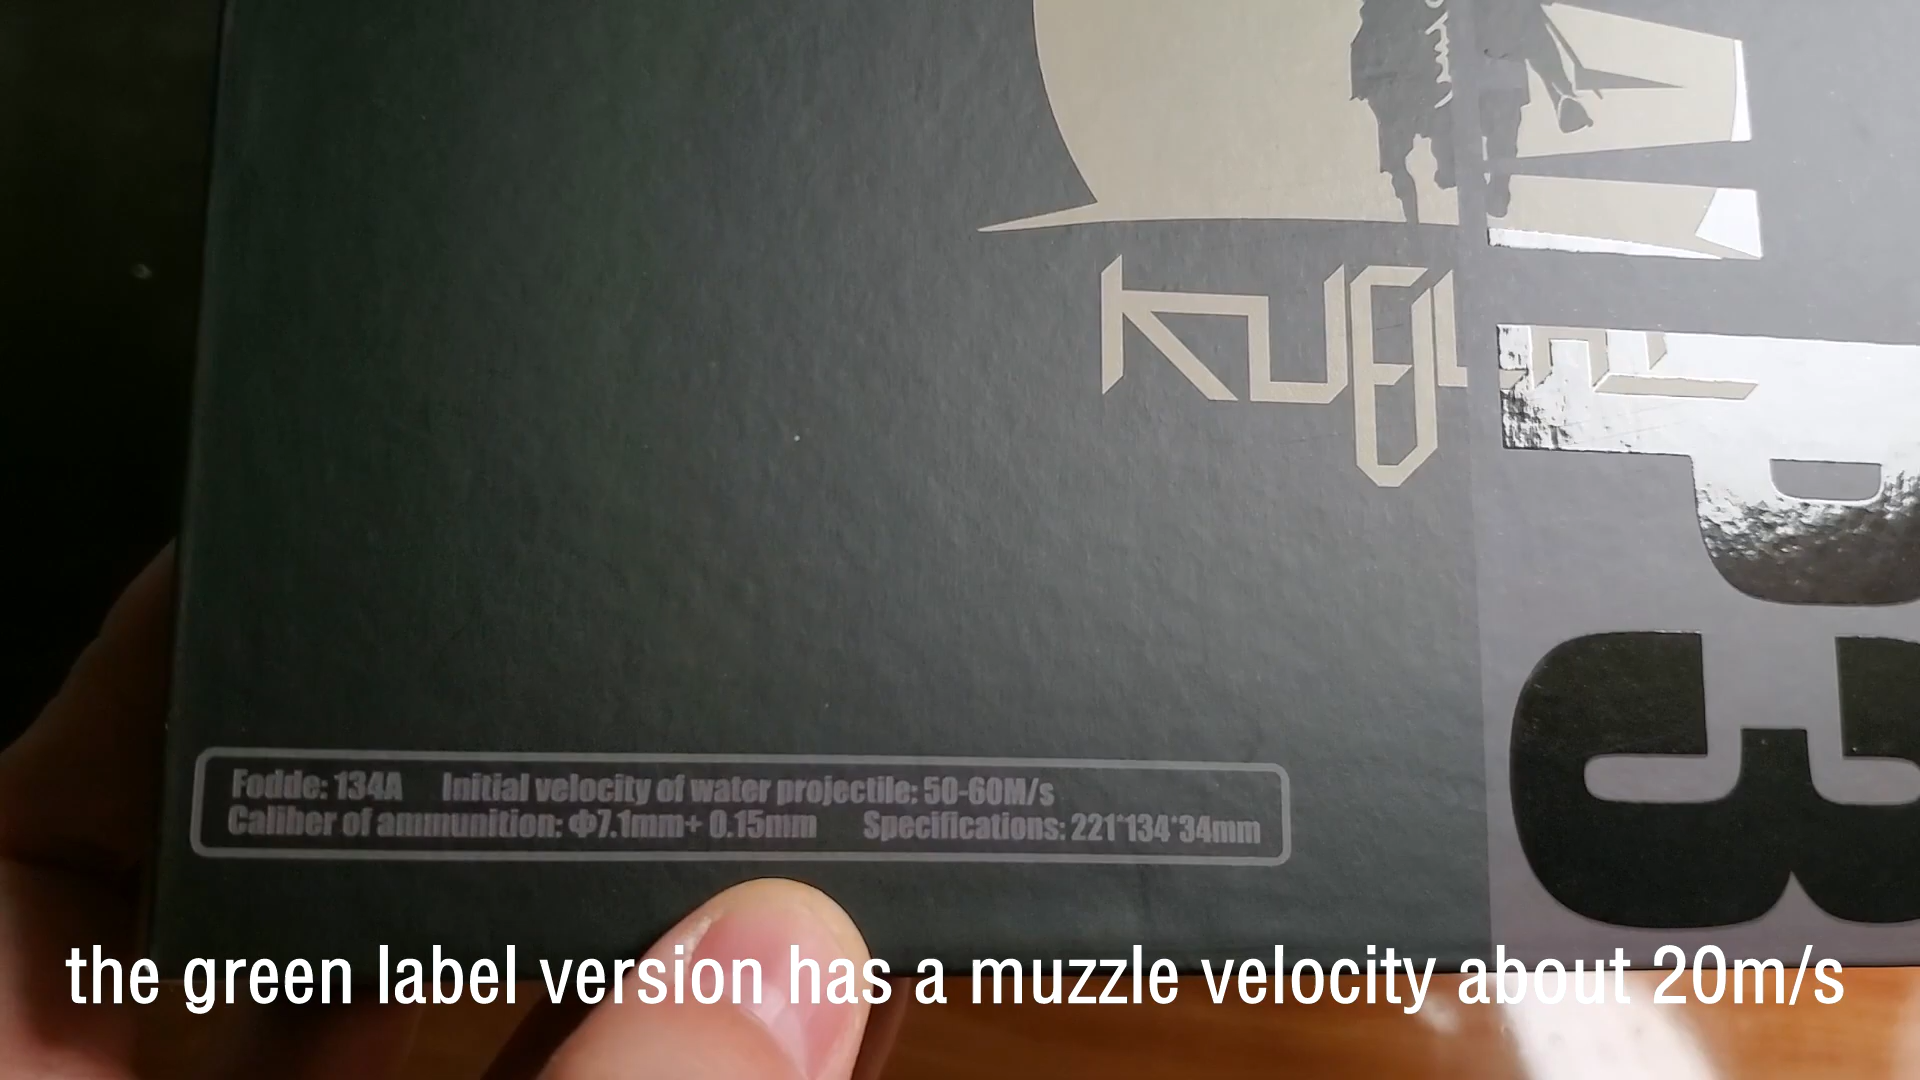 Fodde: 134A Initial velocity of water projectile: 50-60M/s
Caliber of ammunition: Φ7.1mm+ 0.15mm Specifications: 221*134*34mm
the green label version has a muzzle velocity about 20m/s